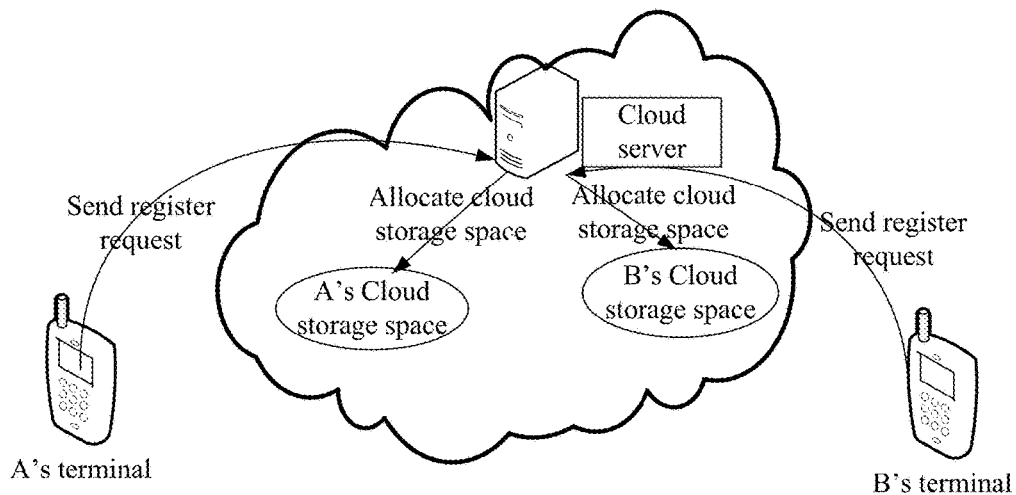 Cloud
server
Send register
request
Allocate cloud
storage space
Allocate cloud
storage space
Send register
request
A's Cloud
storage space
B's Cloud
storage space
A's terminal
B's terminal